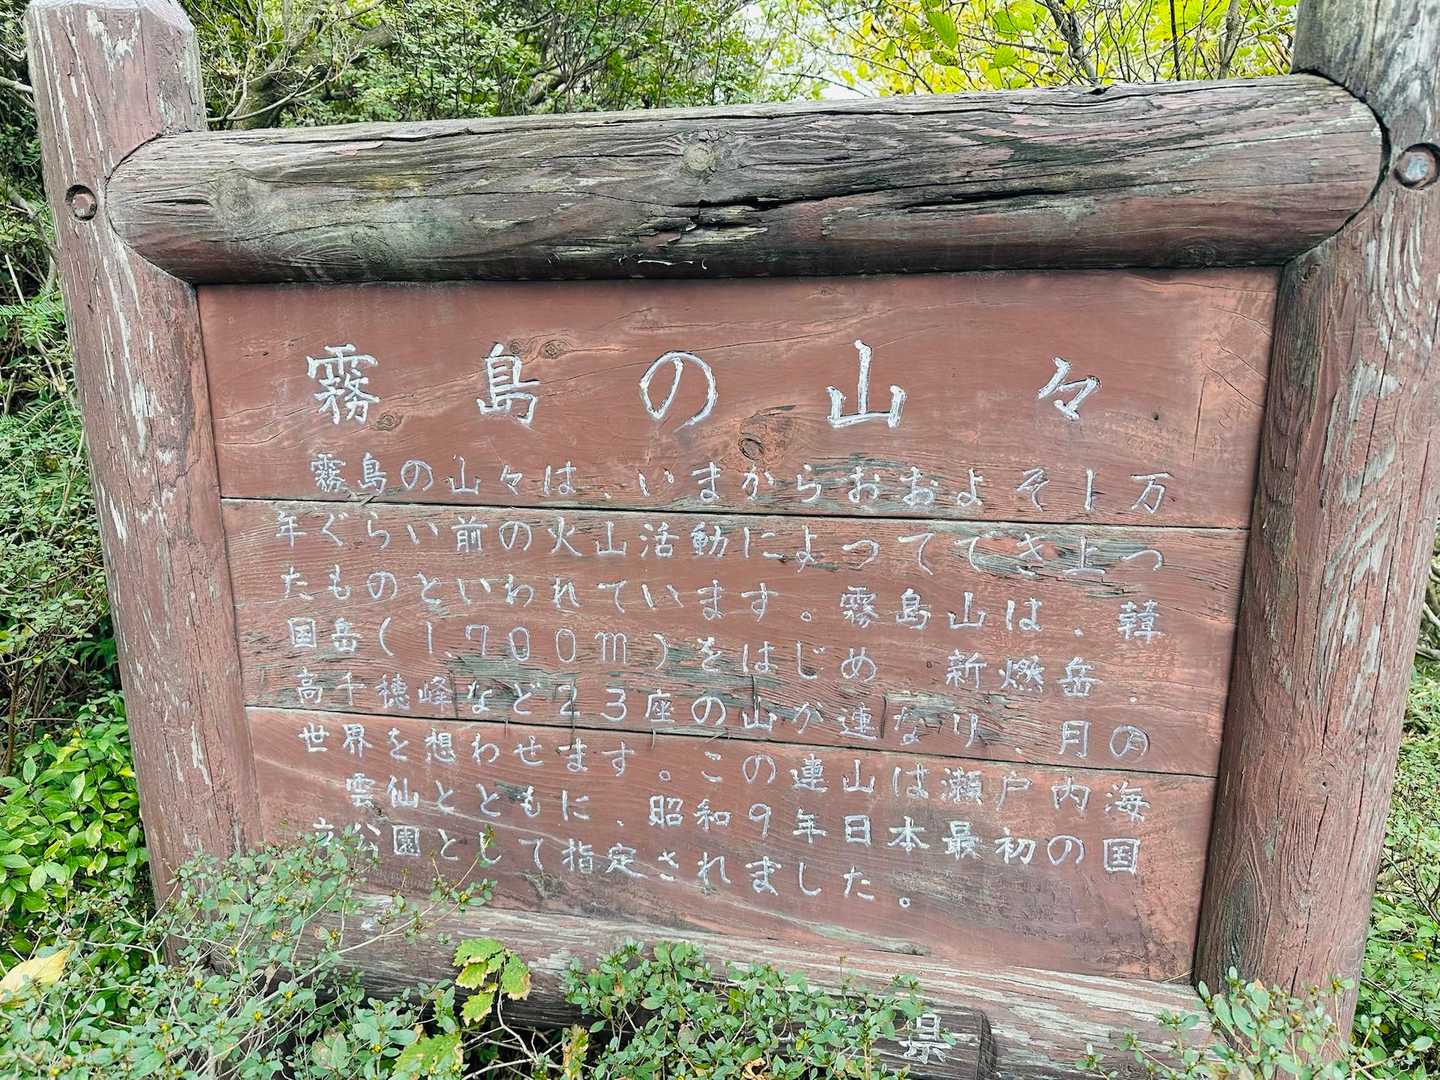 霧島の山々
霧島の山々は、いまからおおよそ1万
年ぐらい前の火山活動によってでき上っ
たものといわれています。霧島山は、韓
国岳(1,700m)をはじめ 新燃岳、
高千穂峰など23座の山が連なり、月の
世界を想わせます。この連山は瀬戸内海
雲仙とともに、昭和9年日本最初の国
立公園として指定されました。
県